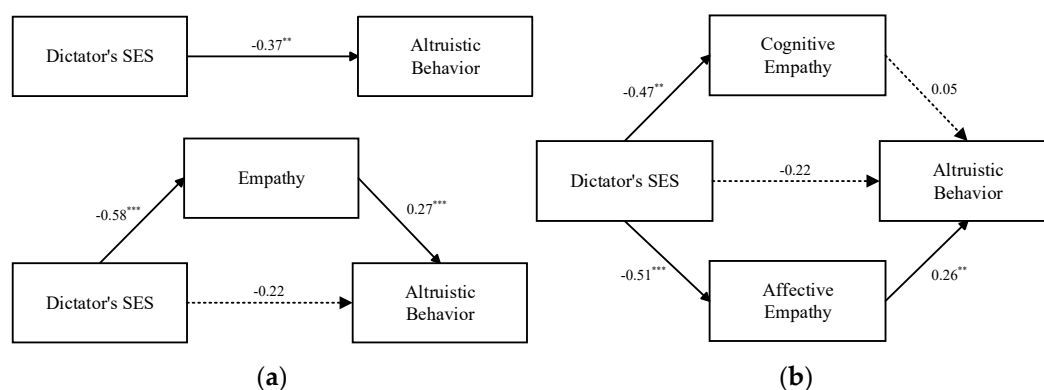 Dictator's SES
-0.37**
Altruistic
Behavior
Empathy
-0.58***
0.27***
Dictator's SES
-0.22
Altruistic
Behavior
(a)
Cognitive
Empathy
-0.47**
0.05
Dictator's SES
-0.22
Altruistic
Behavior
-0.51***
0.26**
Affective
Empathy
(b)